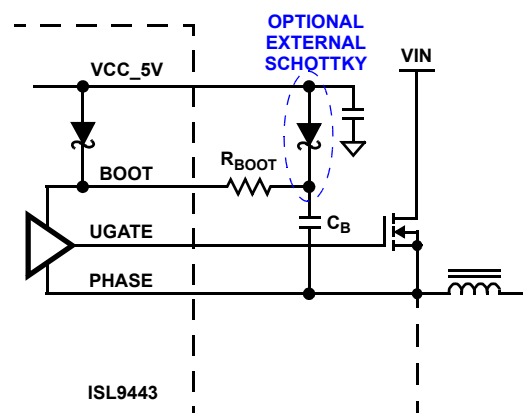 OPTIONAL
EXTERNAL
SCHOTTKY
VIN
VCC_5V
RBOOT
BOOT
CB
UGATE
PHASE
ISL9443